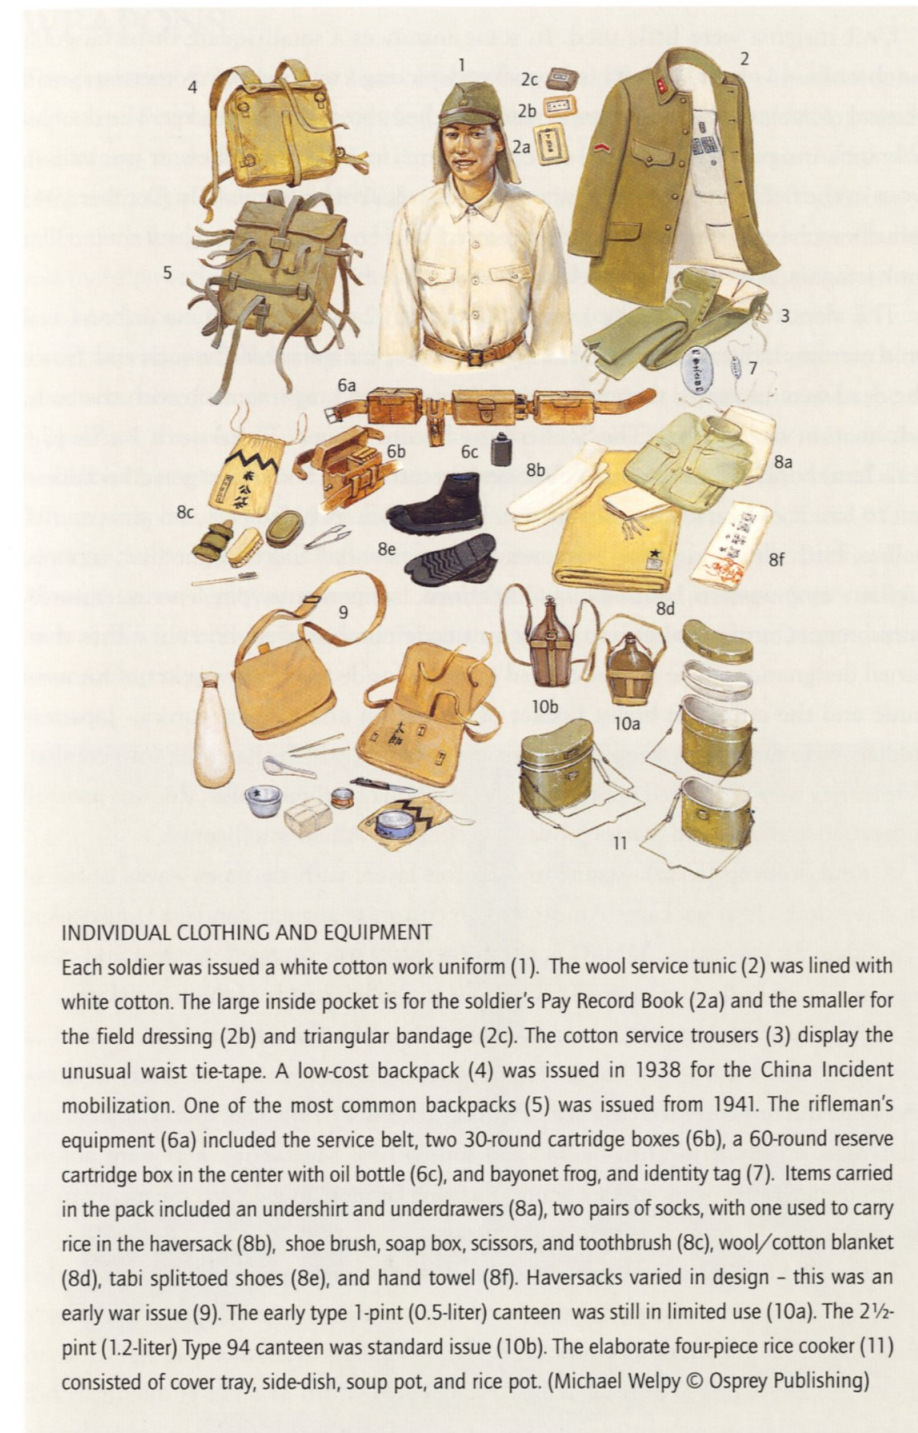 1
2
2c
2b
2a
4
5
3
7
6a
6b
6c
8b
8a
8c
8e
8f
8d
9
10b
10a
11
太郎
INDIVIDUAL CLOTHING AND EQUIPMENT
Each soldier was issued a white cotton work uniform (1).  The wool service tunic (2) was lined with
white cotton. The large inside pocket is for the soldier's Pay Record Book (2a) and the smaller for
the field dressing (2b) and triangular bandage (2c). The cotton service trousers (3) display the
unusual waist tie-tape. A low-cost backpack (4) was issued in 1938 for the China Incident
mobilization. One of the most common backpacks (5) was issued from 1941. The rifleman's
equipment (6a) included the service belt, two 30-round cartridge boxes (6b), a 60-round reserve
cartridge box in the center with oil bottle (6c), and bayonet frog, and identity tag (7).  Items carried
in the pack included an undershirt and underdrawers (8a), two pairs of socks, with one used to carry
rice in the haversack (8b),  shoe brush, soap box, scissors, and toothbrush (8c), wool/cotton blanket
(8d), tabi split-toed shoes (8e), and hand towel (8f). Haversacks varied in design – this was an
early war issue (9). The early type 1-pint (0.5-liter) canteen  was still in limited use (10a). The 2½-
pint (1.2-liter) Type 94 canteen was standard issue (10b). The elaborate four-piece rice cooker (11)
consisted of cover tray, side-dish, soup pot, and rice pot. (Michael Welpy © Osprey Publishing)